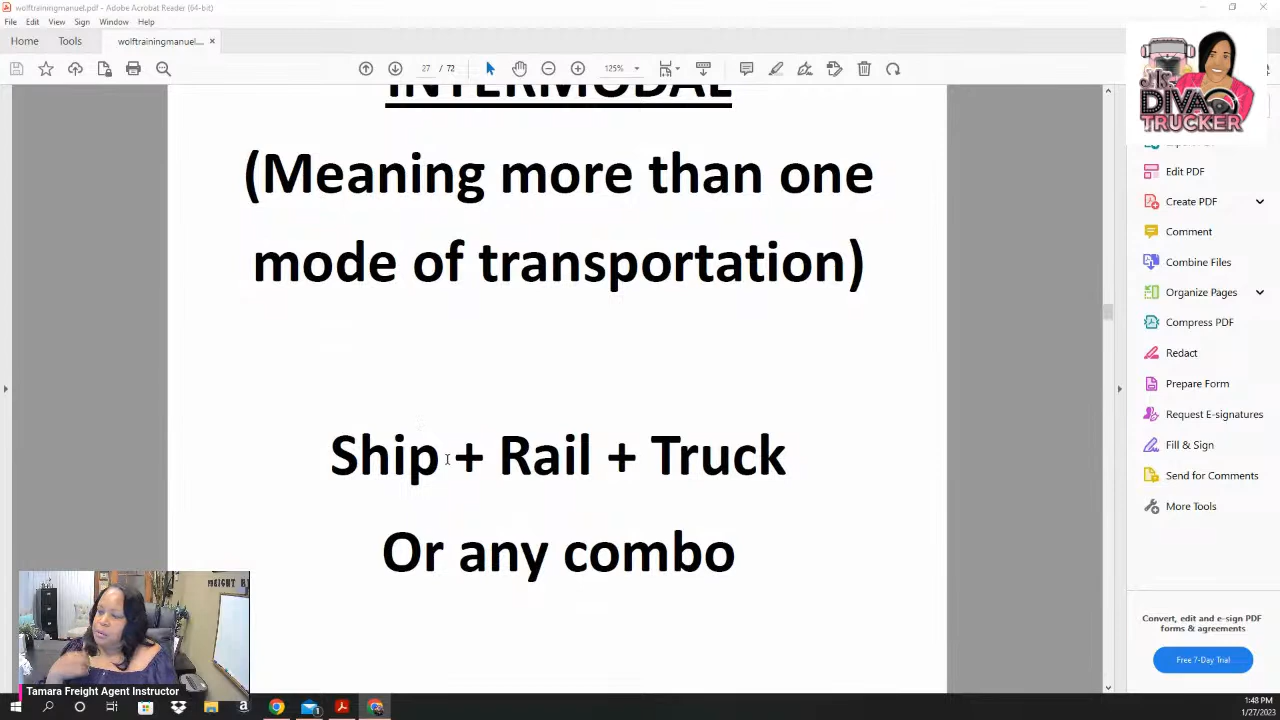 wolftrainingmanuel.pdf - Adobe Acrobat Reader (64-bit)
File Edit View Sign Window Help
Home Tools wolftrainingmanuel...
27 / 72 125%
INTERMODAL
(Meaning more than one
mode of transportation)
Ship + Rail + Truck
Or any combo
Ms.
DIVA
TRUCKER
Export PDF
Edit PDF
Create PDF
Comment
Combine Files
Organize Pages
Compress PDF
Redact
Prepare Form
Request E-signatures
Fill & Sign
Send for Comments
More Tools
Convert, edit and e-sign PDF
forms & agreements
Free 7-Day Trial
Tamara Freight Agent Instructor
1:48 PM
1/27/2023